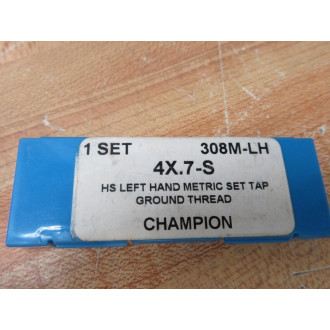 1 SET 308M-LH
4X.7-S
HS LEFT HAND METRIC SET TAP
GROUND THREAD
CHAMPION